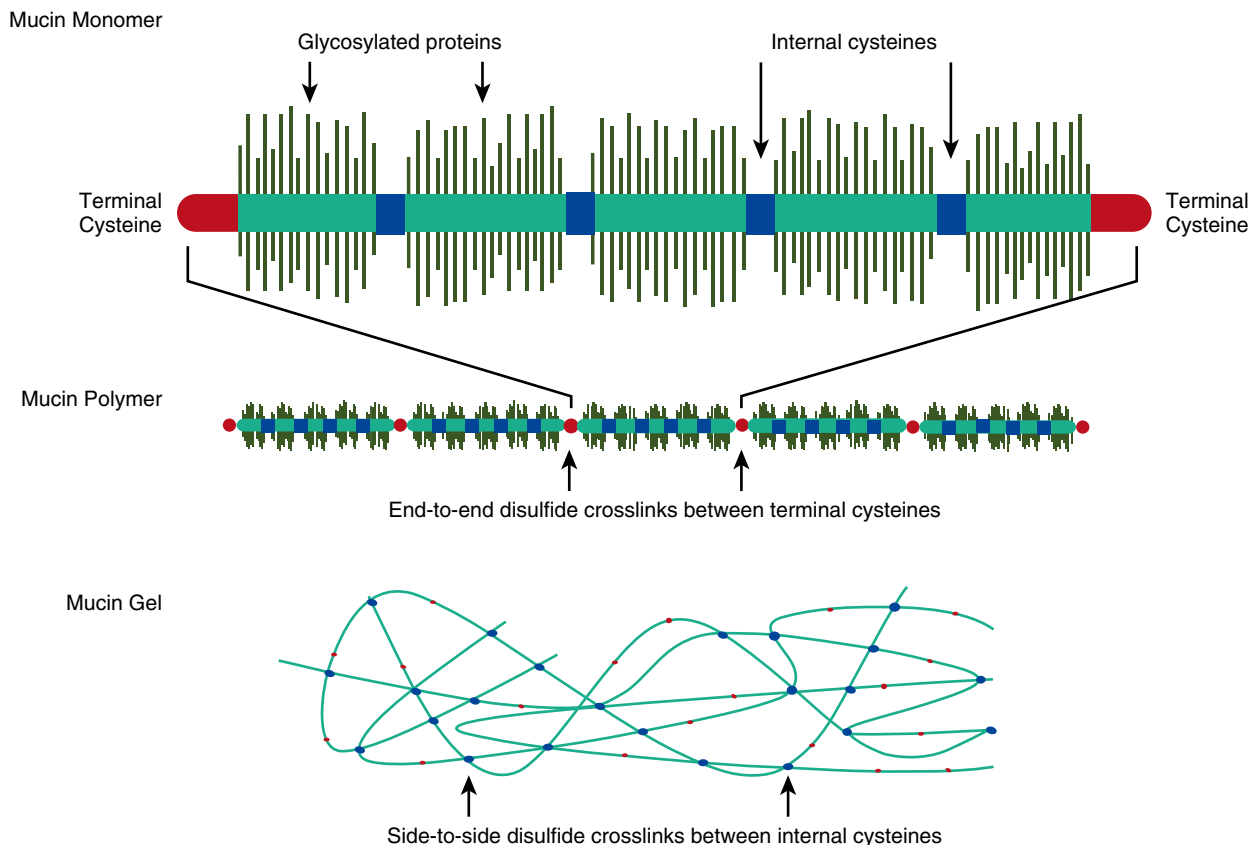 Mucin Monomer
Glycosylated proteins
Internal cysteines
Terminal
Cysteine
Terminal
Cysteine
Mucin Polymer
End-to-end disulfide crosslinks between terminal cysteines
Mucin Gel
Side-to-side disulfide crosslinks between internal cysteines